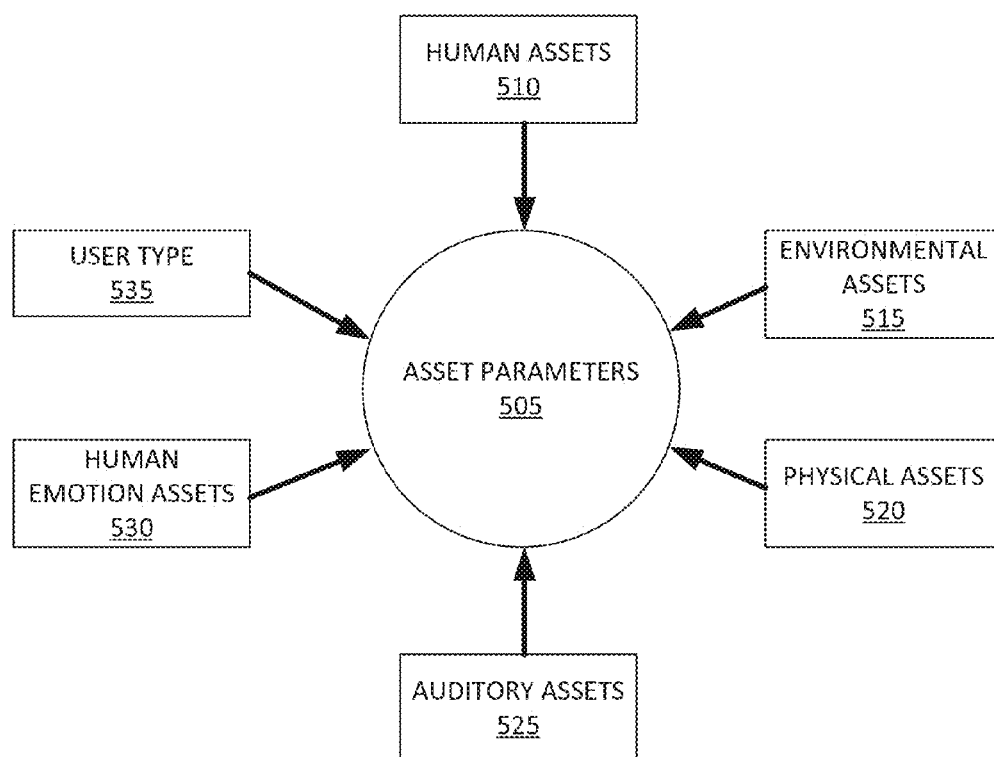 HUMAN ASSETS
510
USER TYPE
535
ENVIRONMENTAL
ASSETS
515
ASSET PARAMETERS
505
HUMAN
EMOTION ASSETS
530
PHYSICAL ASSETS
520
AUDITORY ASSETS
525